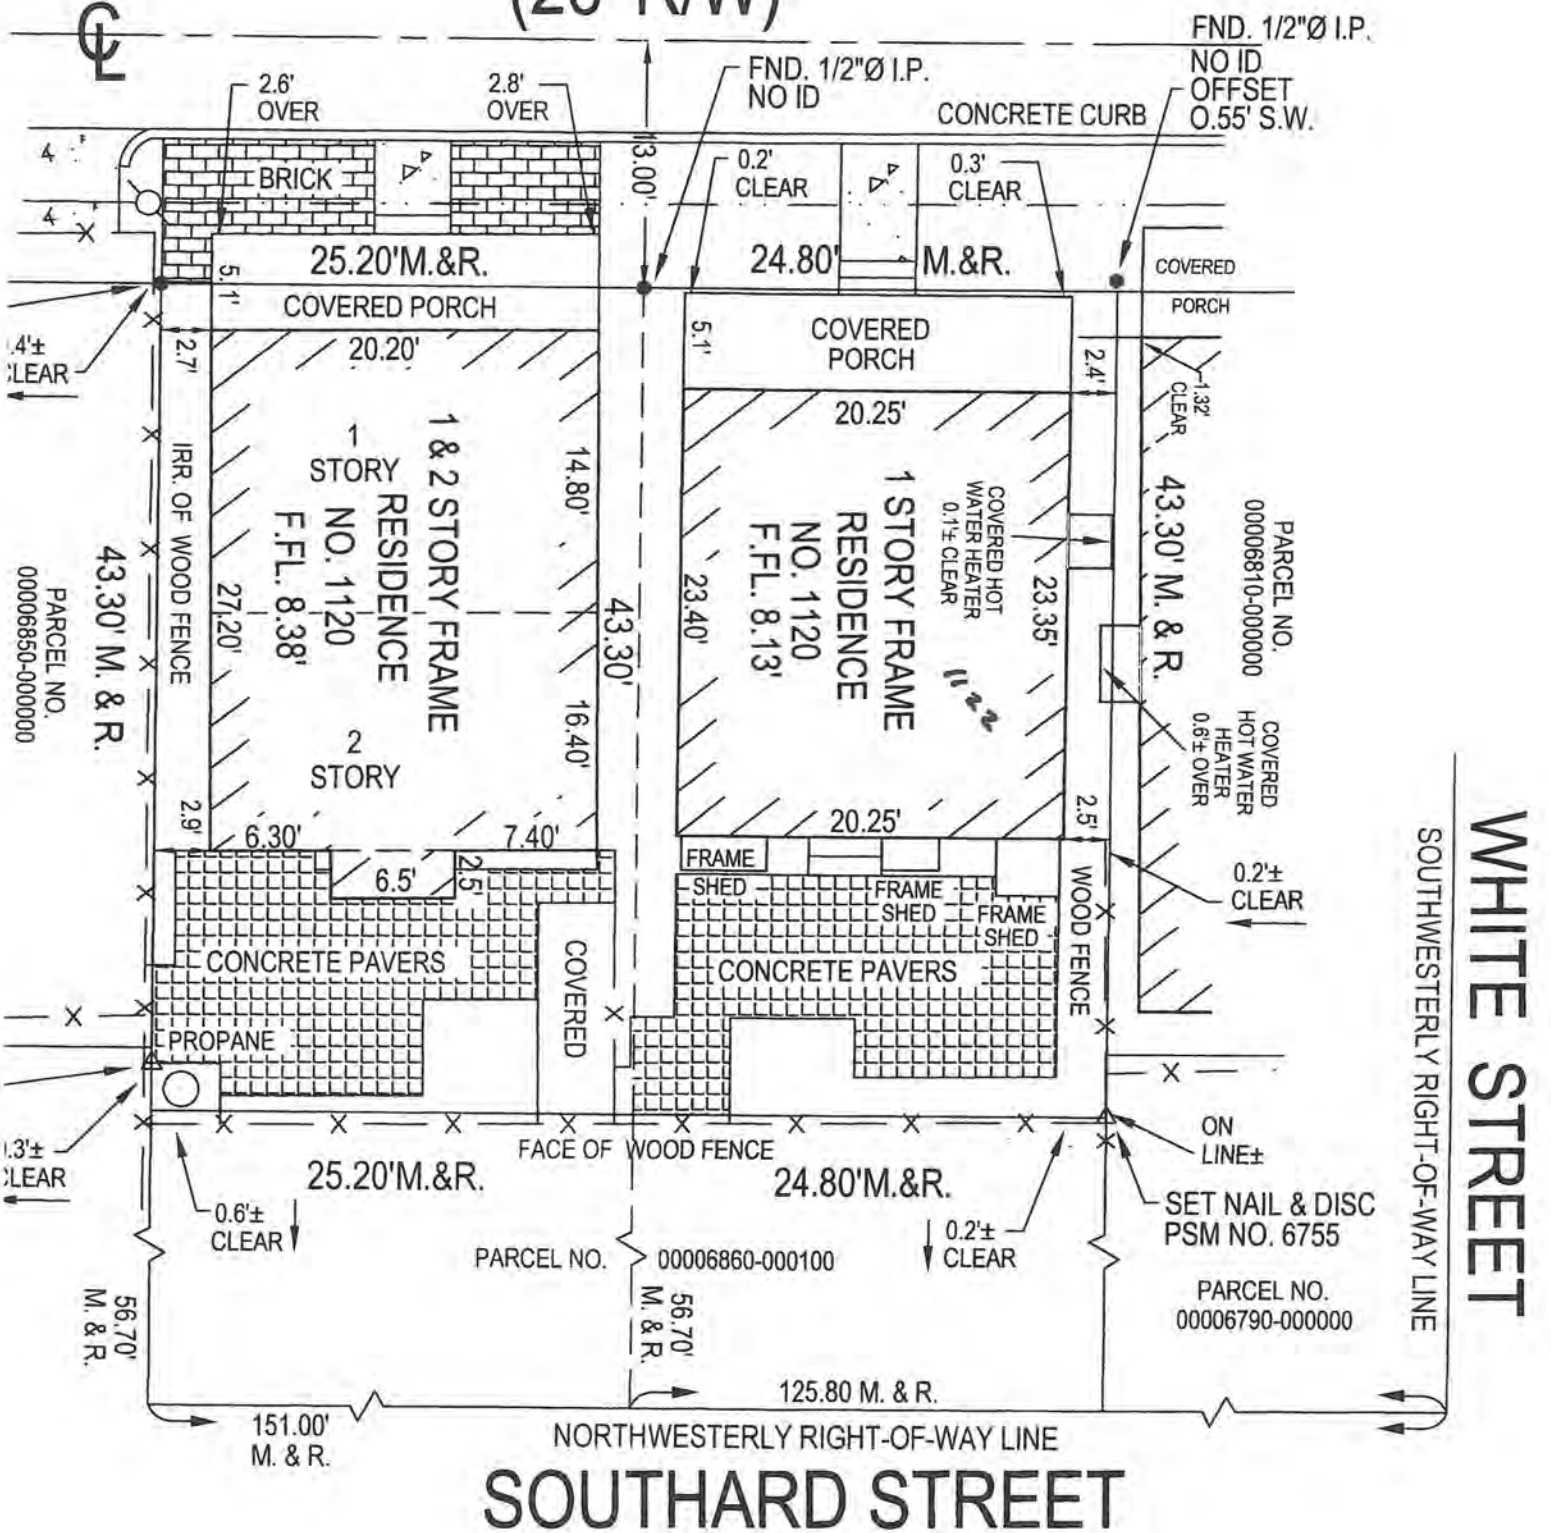 CL
(26' R/W)
FND. 1/2"Ø I.P.
NO ID
OFFSET
0.55' S.W.
FND. 1/2"Ø I.P.
NO ID
2.6'
OVER
2.8'
OVER
CONCRETE CURB
13.00'
BRICK
0.2'
CLEAR
0.3'
CLEAR
25.20'M.&R.
24.80' M.&R.
COVERED
PORCH
5.1'
COVERED PORCH
5.1'
COVERED
PORCH
.4'±
CLEAR
2.7'
20.20'
2.4'
1.32'
CLEAR
20.25'
IRR. OF WOOD FENCE
1
STORY
1 & 2 STORY FRAME
RESIDENCE
NO. 1120
F.FL. 8.38'
14.80'
27.20'
16.40'
2
STORY
43.30'
23.40'
1 STORY FRAME
RESIDENCE
NO. 1120
F.FL. 8.13'
1122
COVERED HOT
WATER HEATER
0.1'± CLEAR
23.35'
43.30' M. & R.
PARCEL NO.
00006810-000000
PARCEL NO.
00006850-000000
43.30' M. & R.
COVERED
HOT WATER
HEATER
0.6'± OVER
2.9'
6.30'
7.40'
6.5'
2.5'
20.25'
2.5'
FRAME
SHED
FRAME
SHED
FRAME
SHED
WOOD FENCE
0.2'±
CLEAR
CONCRETE PAVERS
COVERED
CONCRETE PAVERS
PROPANE
FACE OF WOOD FENCE
ON
LINE±
.3'±
CLEAR
25.20'M.&R.
24.80'M.&R.
0.6'±
CLEAR
0.2'±
CLEAR
SET NAIL & DISC
PSM NO. 6755
PARCEL NO. 00006860-000100
PARCEL NO.
00006790-000000
56.70'
M. & R.
56.70'
M. & R.
125.80 M. & R.
151.00'
M. & R.
NORTHWESTERLY RIGHT-OF-WAY LINE
SOUTHARD STREET
WHITE STREET
SOUTHWESTERLY RIGHT-OF-WAY LINE